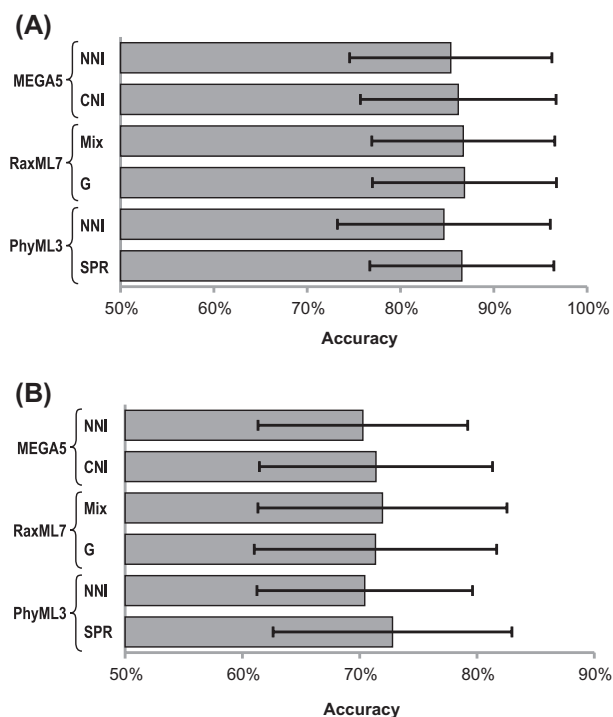 (A)
MEGA5
NNI
CNI
RaxML7
Mix
G
PhyML3
NNI
SPR
50% 60% 70% 80% 90% 100%
Accuracy
(B)
MEGA5
NNI
CNI
RaxML7
Mix
G
PhyML3
NNI
SPR
50% 60% 70% 80% 90%
Accuracy